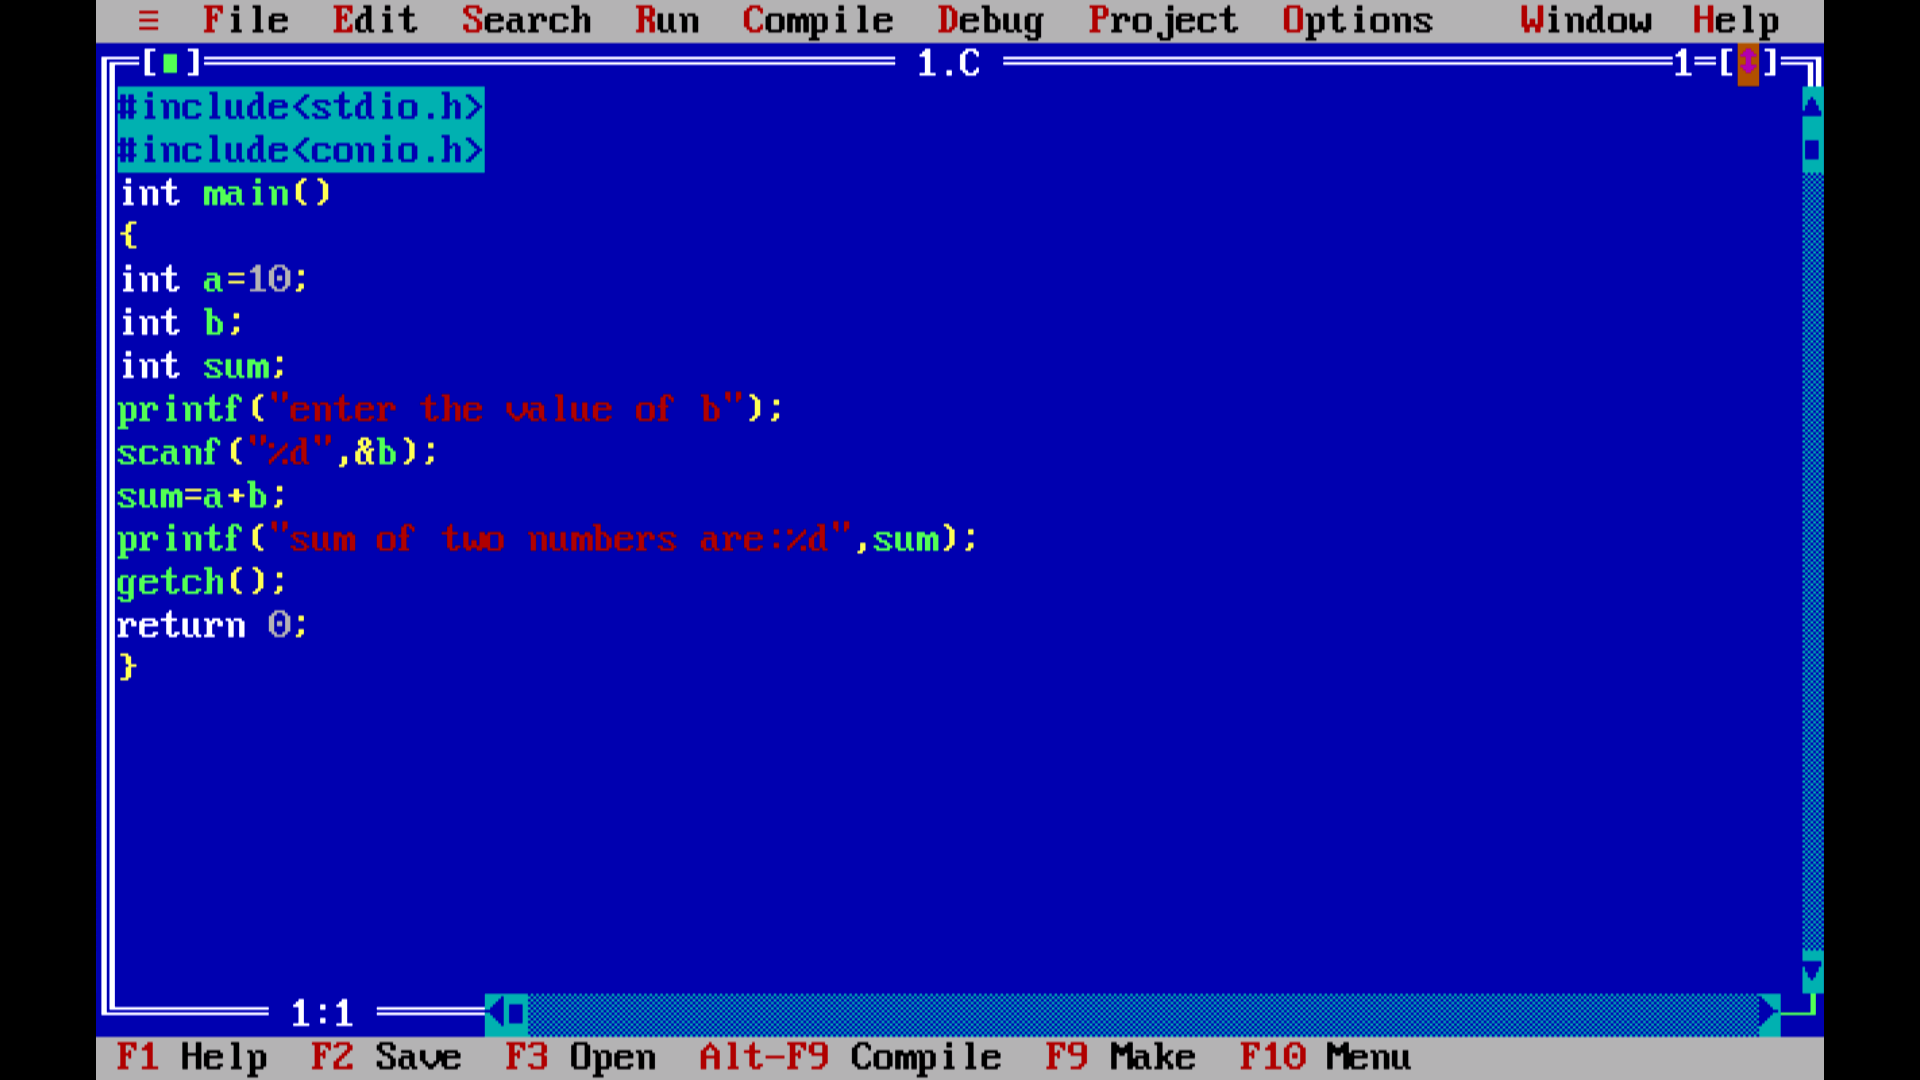 ≡ File Edit Search Run Compile Debug Project Options Window Help
[■] 1.C 1=[↕]
#include<stdio.h>
#include<conio.h>
int main()
{
int a=10;
int b;
int sum;
printf("enter the value of b");
scanf("%d",&b);
sum=a+b;
printf("sum of two numbers are:%d",sum);
getch();
return 0;
}
1:1
F1 Help F2 Save F3 Open Alt-F9 Compile F9 Make F10 Menu